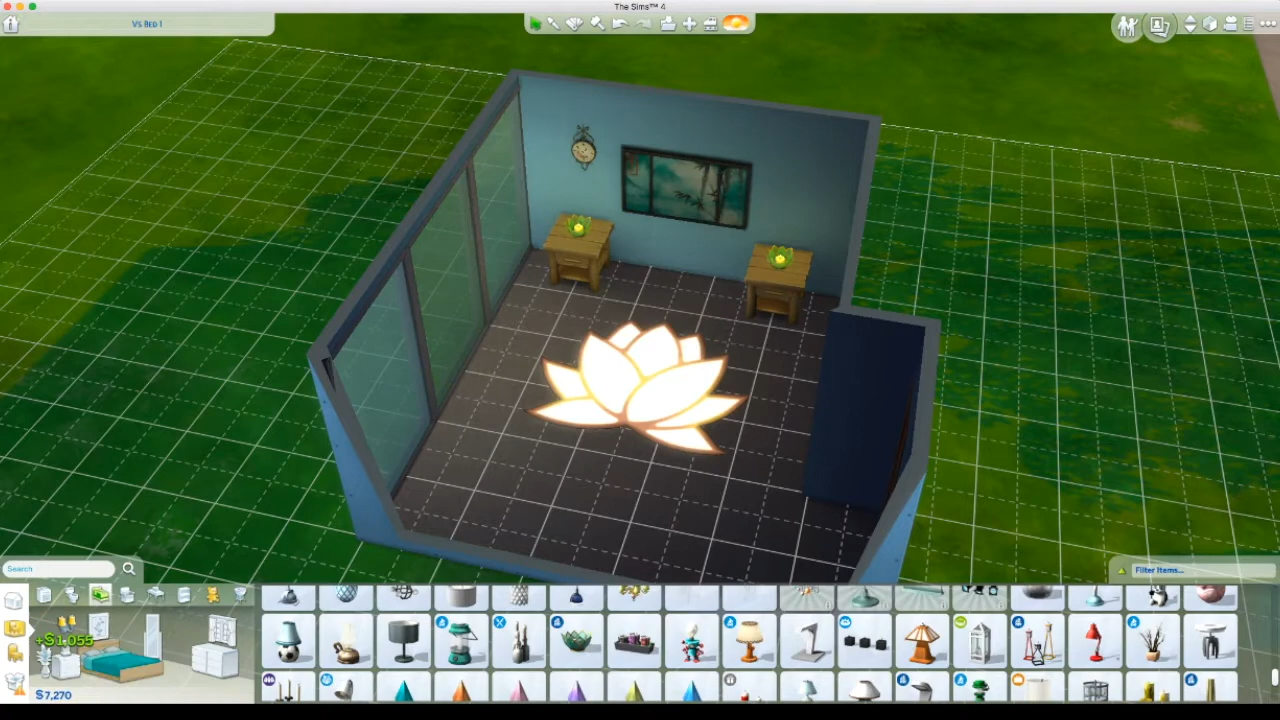 The Sims™ 4
VS BED 1
Search
Filter Items...
+§1,055
§7,270